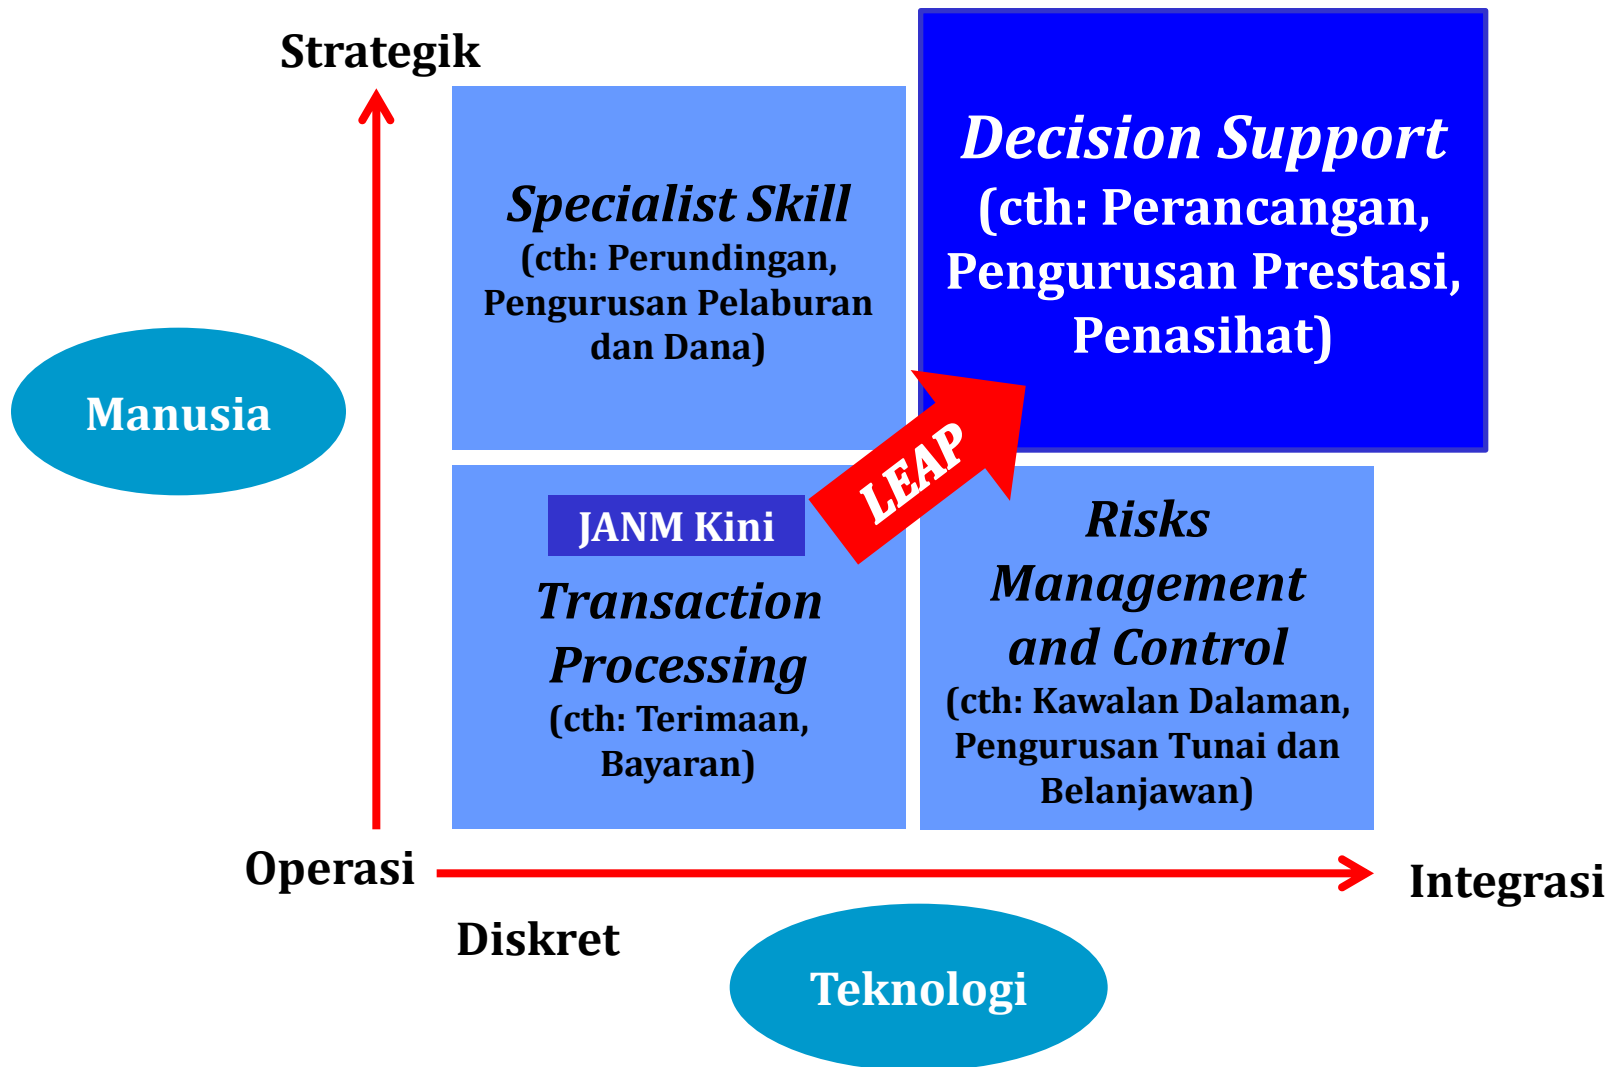 Strategik
Specialist Skill
(cth: Perundingan,
Pengurusan Pelaburan
dan Dana)
Decision Support
(cth: Perancangan,
Pengurusan Prestasi,
Penasihat)
Manusia
LEAP
JANM Kini
Transaction
Processing
(cth: Terimaan,
Bayaran)
Risks
Management
and Control
(cth: Kawalan Dalaman,
Pengurusan Tunai dan
Belanjawan)
Operasi
Integrasi
Diskret
Teknologi